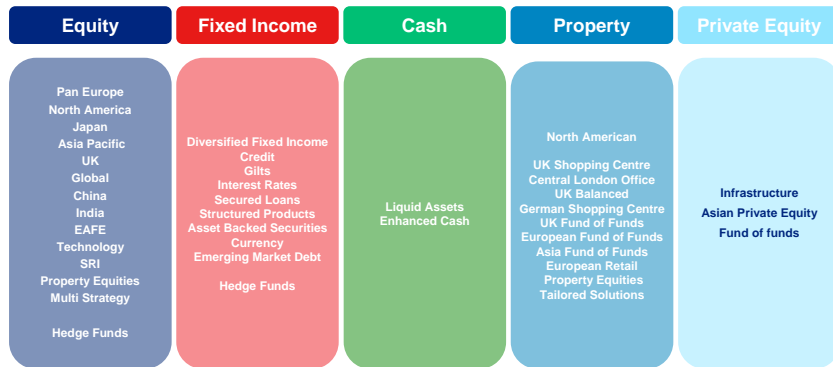 Equity
Fixed Income
Cash
Property
Private Equity
Pan Europe
North America
Japan
Asia Pacific
UK
Global
China
India
EAFE
Technology
SRI
Property Equities
Multi Strategy
Hedge Funds
Diversified Fixed Income
Credit
Gilts
Interest Rates
Secured Loans
Structured Products
Asset Backed Securities
Currency
Emerging Market Debt
Hedge Funds
Liquid Assets
Enhanced Cash
North American
UK Shopping Centre
Central London Office
UK Balanced
German Shopping Centre
UK Fund of Funds
European Fund of Funds
Asia Fund of Funds
European Retail
Property Equities
Tailored Solutions
Infrastructure
Asian Private Equity
Fund of funds